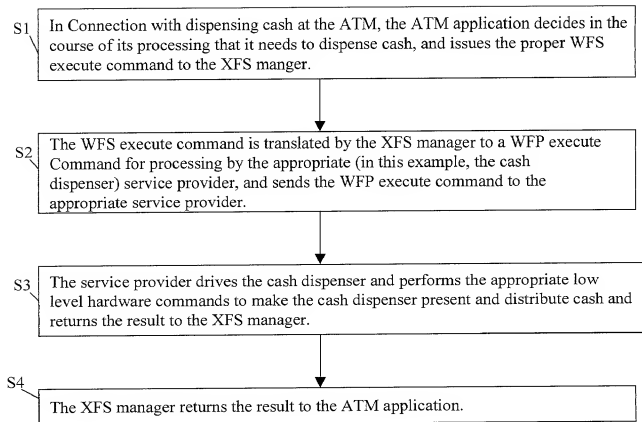 S1
In Connection with dispensing cash at the ATM, the ATM application decides in the
course of its processing that it needs to dispense cash, and issues the proper WFS
execute command to the XFS manger.
S2
The WFS execute command is translated by the XFS manager to a WFP execute
Command for processing by the appropriate (in this example, the cash
dispenser) service provider, and sends the WFP execute command to the
appropriate service provider.
S3
The service provider drives the cash dispenser and performs the appropriate low
level hardware commands to make the cash dispenser present and distribute cash and
returns the result to the XFS manager.
S4
The XFS manager returns the result to the ATM application.